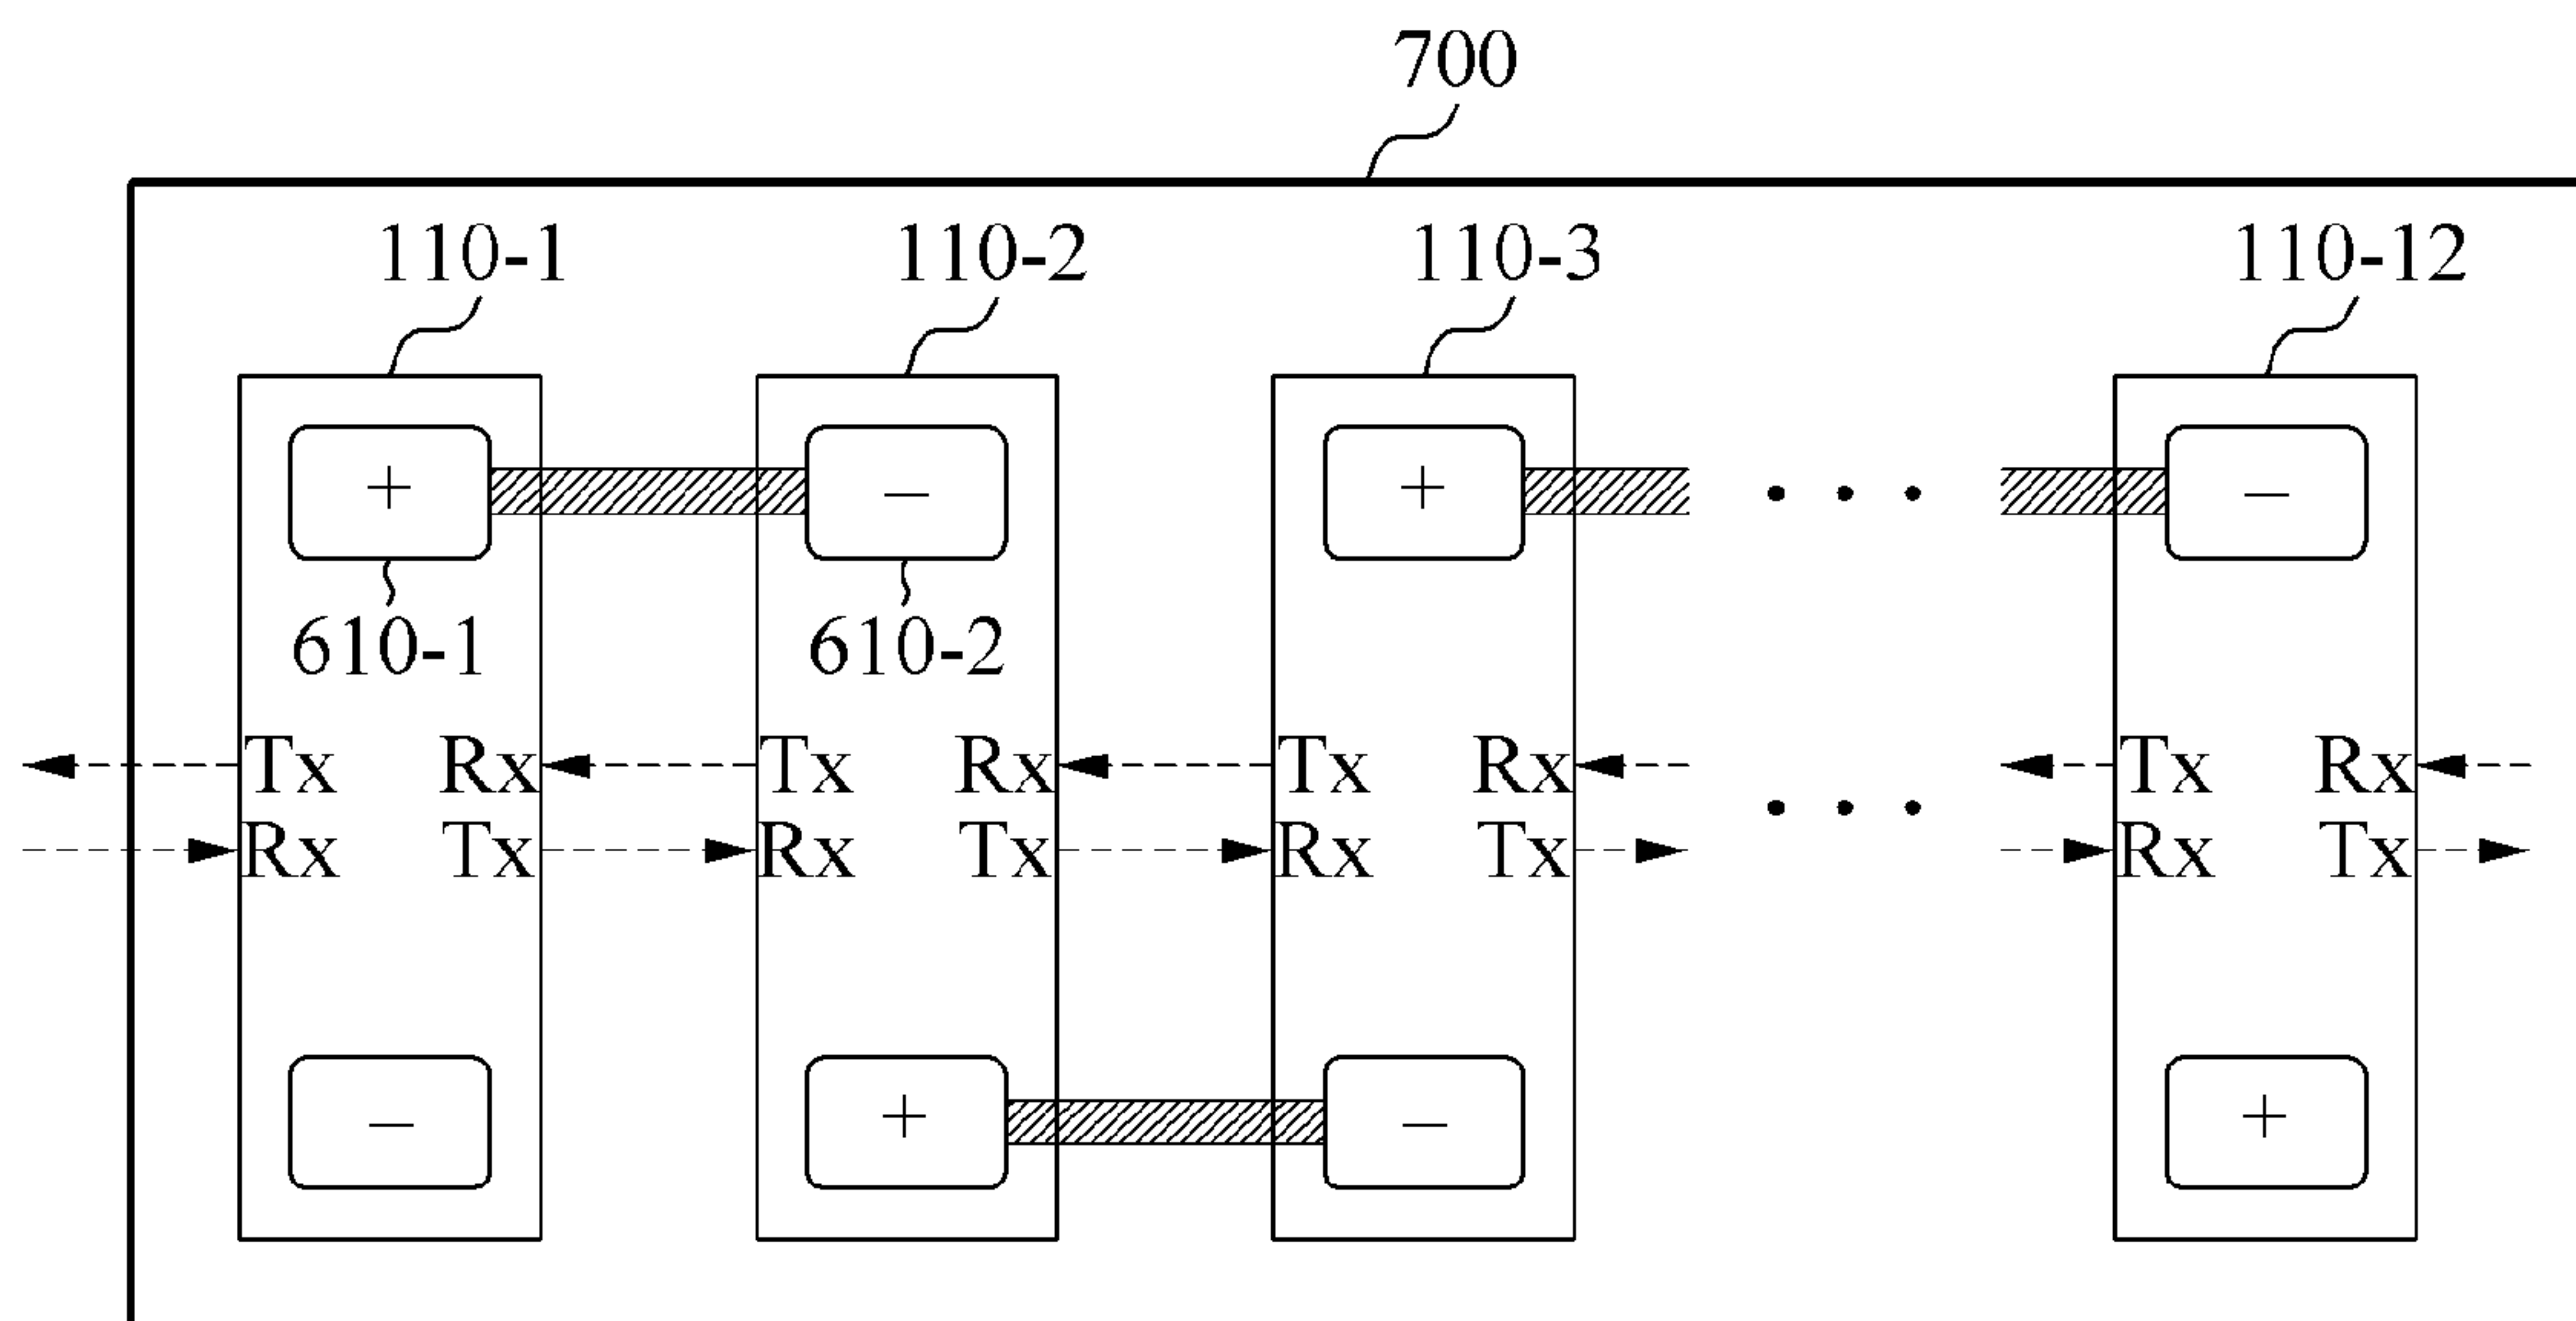 700
110-1 110-2 110-3 110-12
+ − + • • • −
610-1 610-2
Tx Rx Tx Rx Tx Rx Tx Rx
• • •
Rx Tx Rx Tx Rx Tx Rx Tx
− + − +